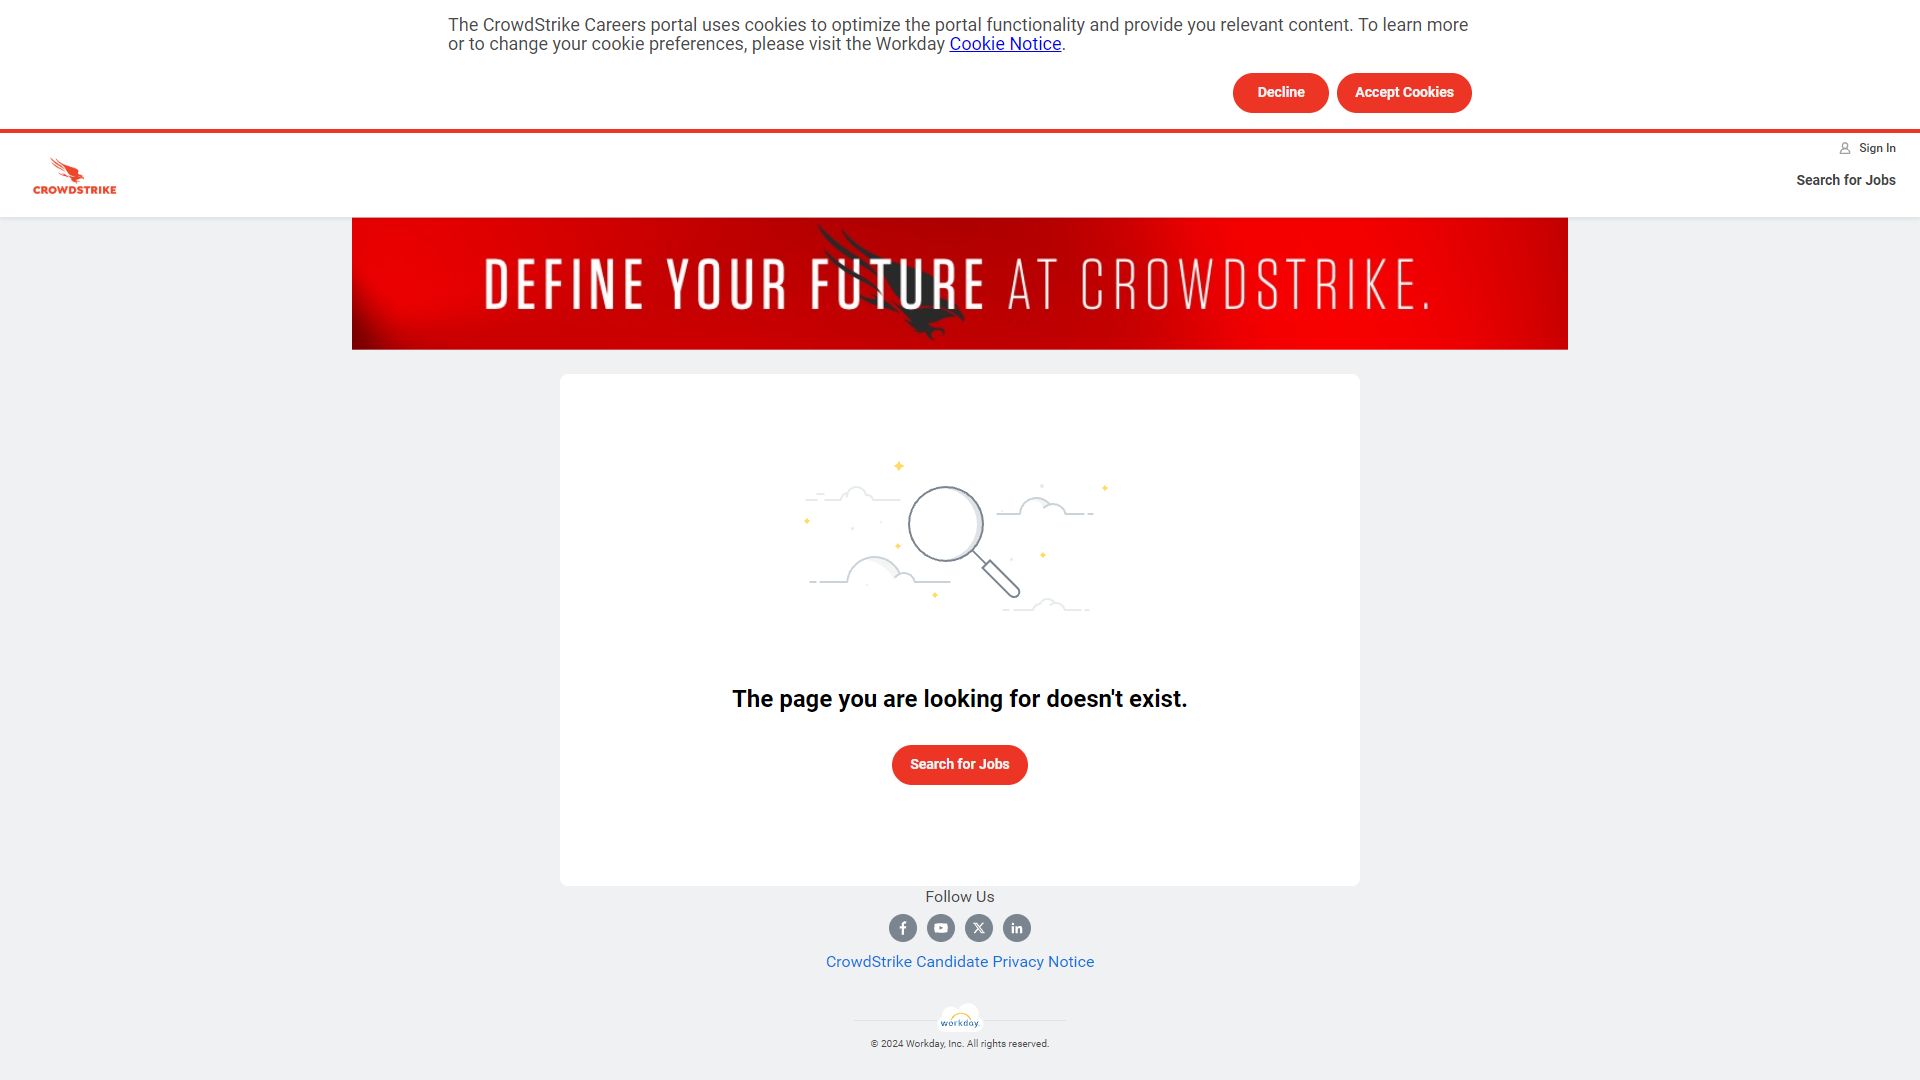 The CrowdStrike Careers portal uses cookies to optimize the portal functionality and provide you relevant content. To learn more
or to change your cookie preferences, please visit the Workday Cookie Notice.
Decline
Accept Cookies
Sign In
CROWDSTRIKE
Search for Jobs
DEFINE YOUR FUTURE AT CROWDSTRIKE.
The page you are looking for doesn't exist.
Search for Jobs
Follow Us
CrowdStrike Candidate Privacy Notice
workday.
© 2024 Workday, Inc. All rights reserved.